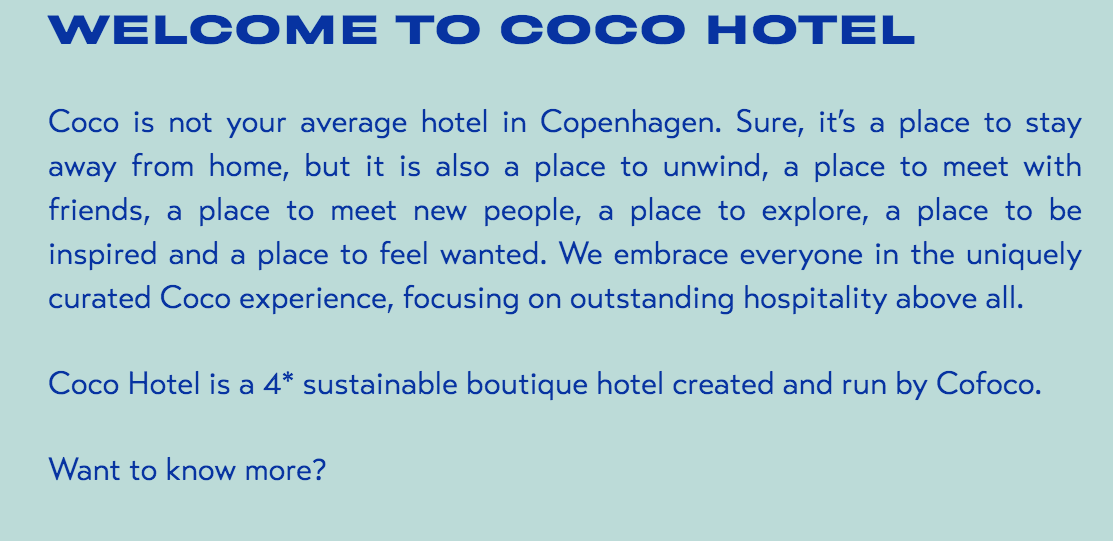 WELCOME TO COCO HOTEL
Coco is not your average hotel in Copenhagen. Sure, it's a place to stay
away from home, but it is also a place to unwind, a place to meet with
friends, a place to meet new people, a place to explore, a place to be
inspired and a place to feel wanted. We embrace everyone in the uniquely
curated Coco experience, focusing on outstanding hospitality above all.
Coco Hotel is a 4* sustainable boutique hotel created and run by Cofoco.
Want to know more?